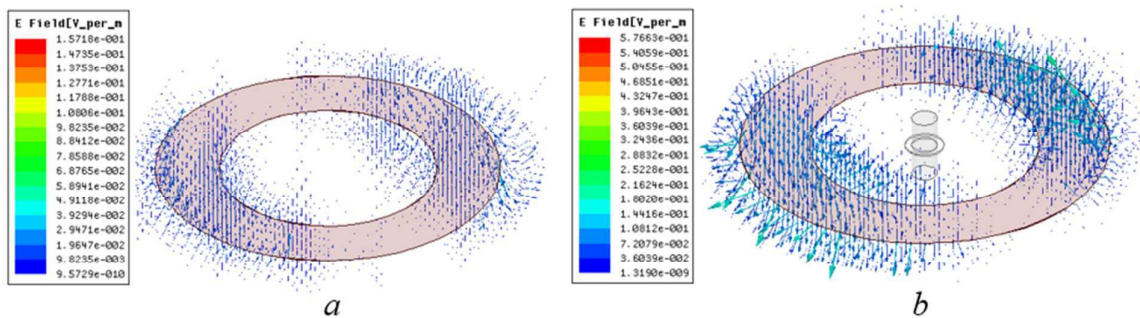 E Field[V_per_m
1.5718e-001
1.4735e-001
1.3753e-001
1.2771e-001
1.1788e-001
1.0806e-001
9.8235e-002
8.8412e-002
7.8588e-002
6.8765e-002
5.8941e-002
4.9118e-002
3.9294e-002
2.9471e-002
1.9647e-002
9.8235e-003
9.5729e-010
a
E Field[V_per_m
5.7663e-001
5.4059e-001
5.0455e-001
4.6851e-001
4.3247e-001
3.9643e-001
3.6039e-001
3.2436e-001
2.8832e-001
2.5228e-001
2.1624e-001
1.8020e-001
1.4416e-001
1.0812e-001
7.2079e-002
3.6039e-002
1.3190e-009
b